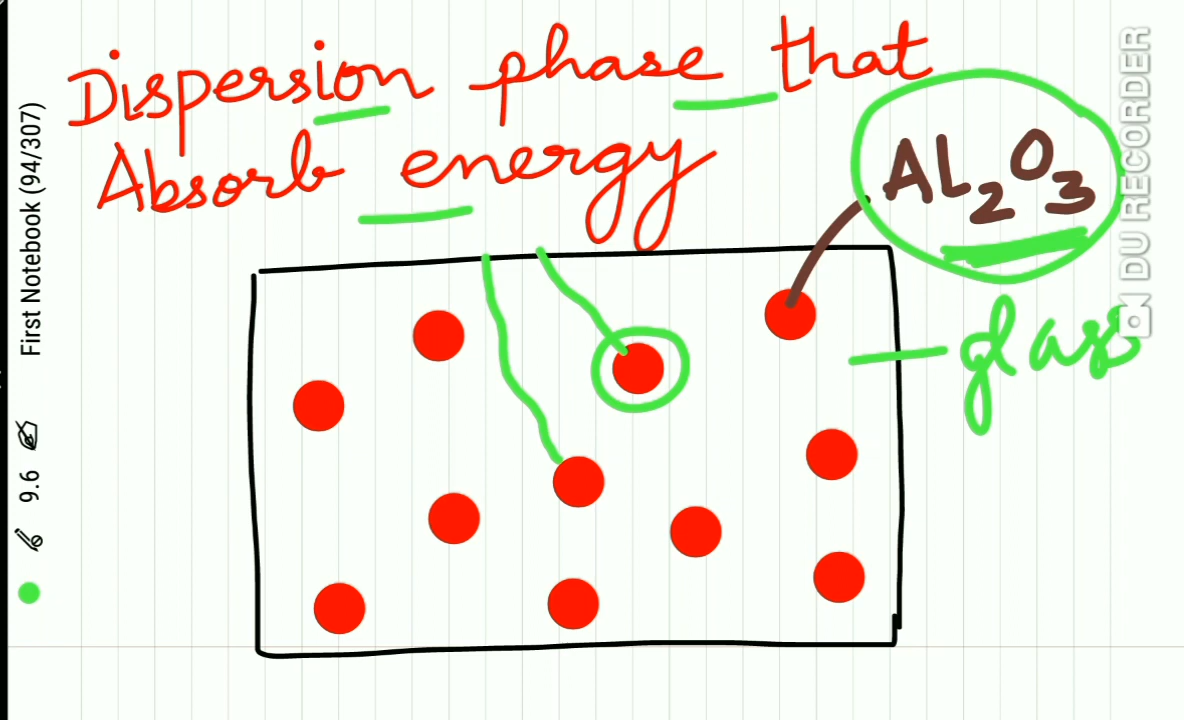 Dispersion phase that
Absorb energy
AL2O3
glass
First Notebook (94/307)
9.6
DU RECORDER